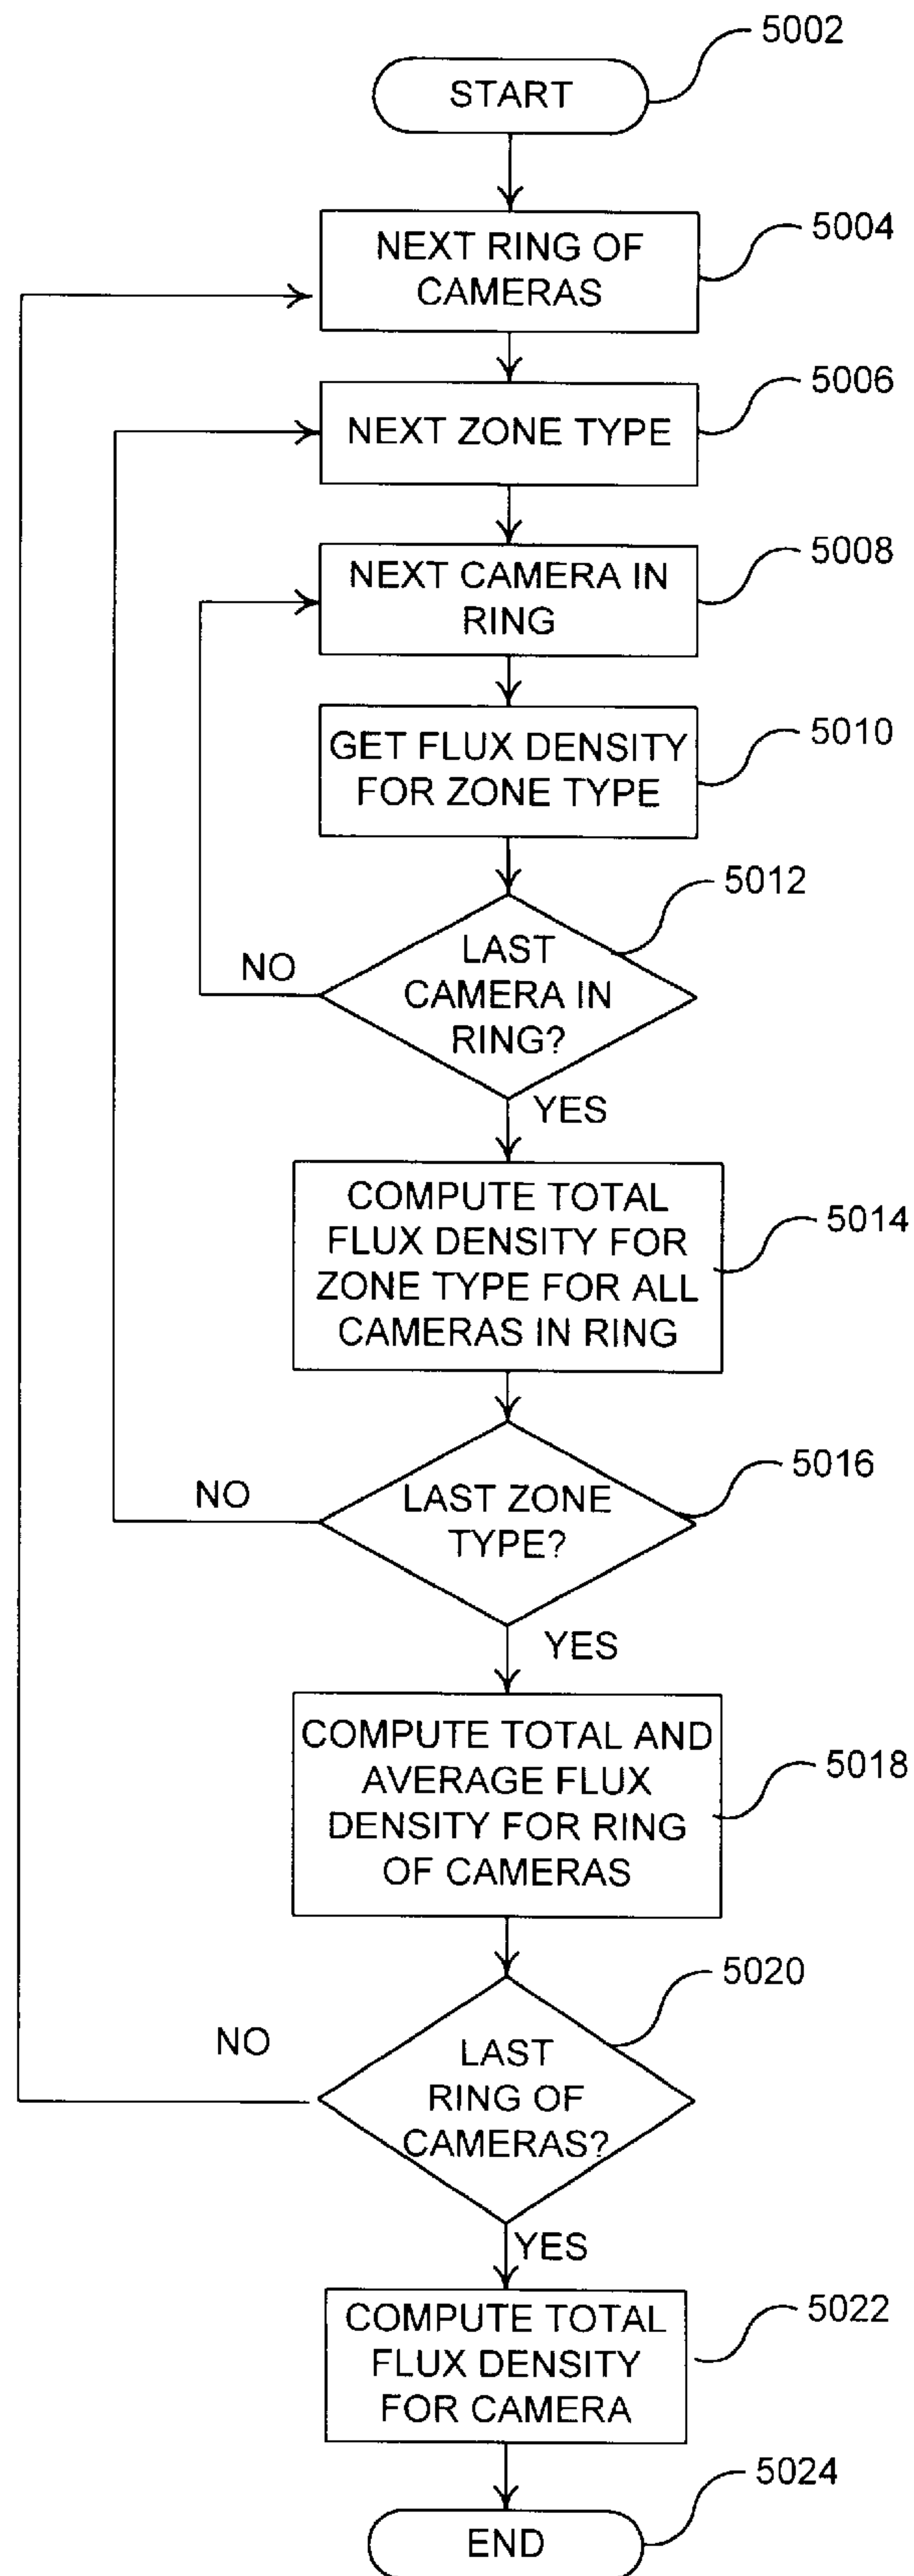 5002
START
5004
NEXT RING OF
CAMERAS
5006
NEXT ZONE TYPE
5008
NEXT CAMERA IN
RING
5010
GET FLUX DENSITY
FOR ZONE TYPE
5012
LAST
CAMERA IN
RING?
NO
YES
COMPUTE TOTAL
FLUX DENSITY FOR
ZONE TYPE FOR ALL
CAMERAS IN RING
5014
5016
LAST ZONE
TYPE?
NO
YES
COMPUTE TOTAL AND
AVERAGE FLUX
DENSITY FOR RING
OF CAMERAS
5018
5020
LAST
RING OF
CAMERAS?
NO
YES
COMPUTE TOTAL
FLUX DENSITY
FOR CAMERA
5022
5024
END